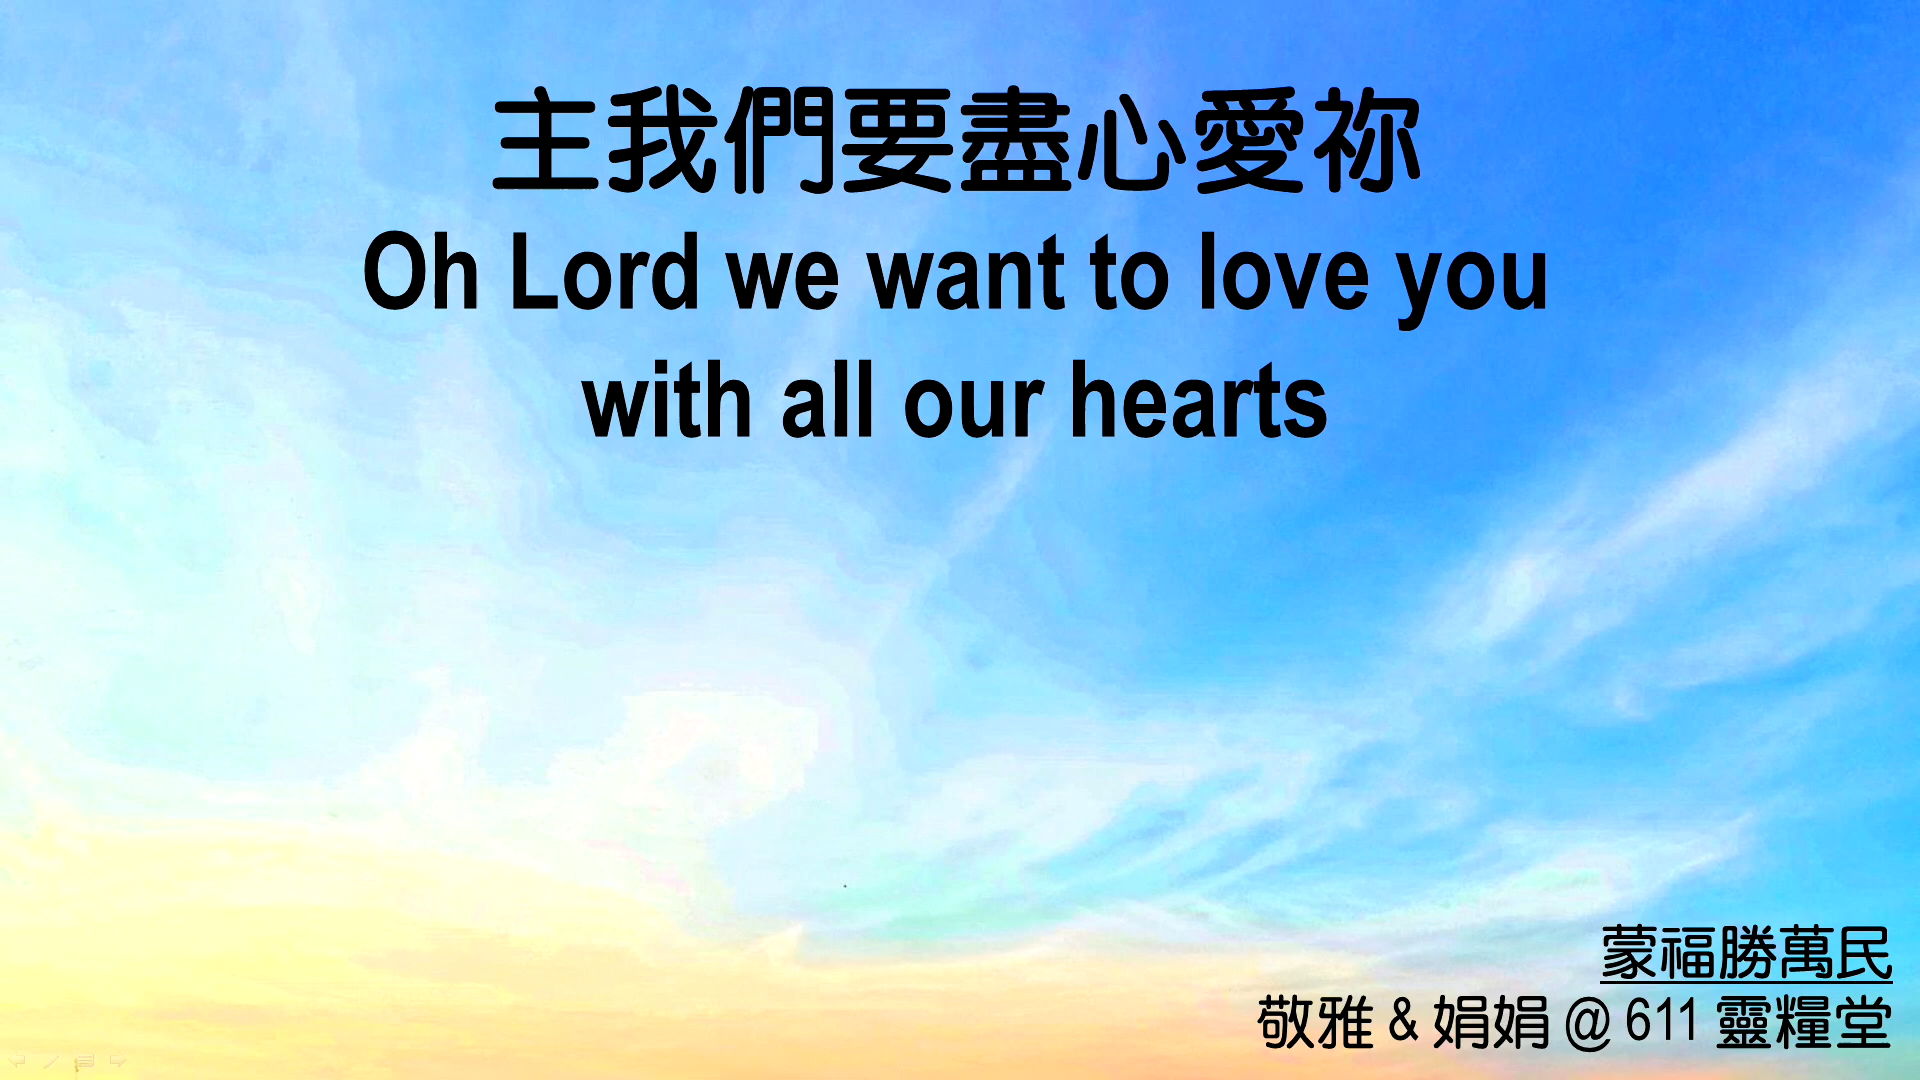 主我們要盡心愛祢
Oh Lord we want to love you
with all our hearts
蒙福勝萬民
敬雅 & 娟娟 @ 611 靈糧堂